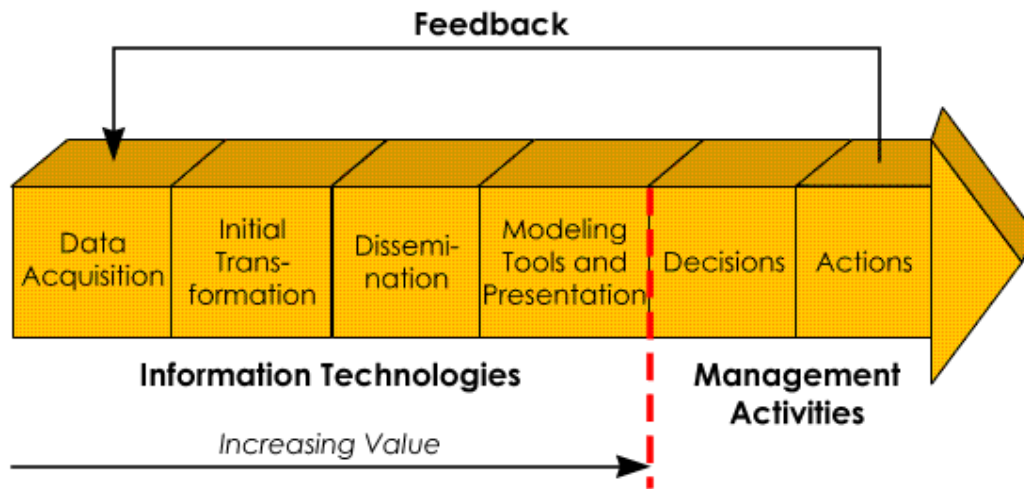 Feedback
Data
Acquisition
Initial
Trans-
formation
Dissemi-
nation
Modeling
Tools and
Presentation
Decisions
Actions
Information Technologies
Management
Activities
Increasing Value